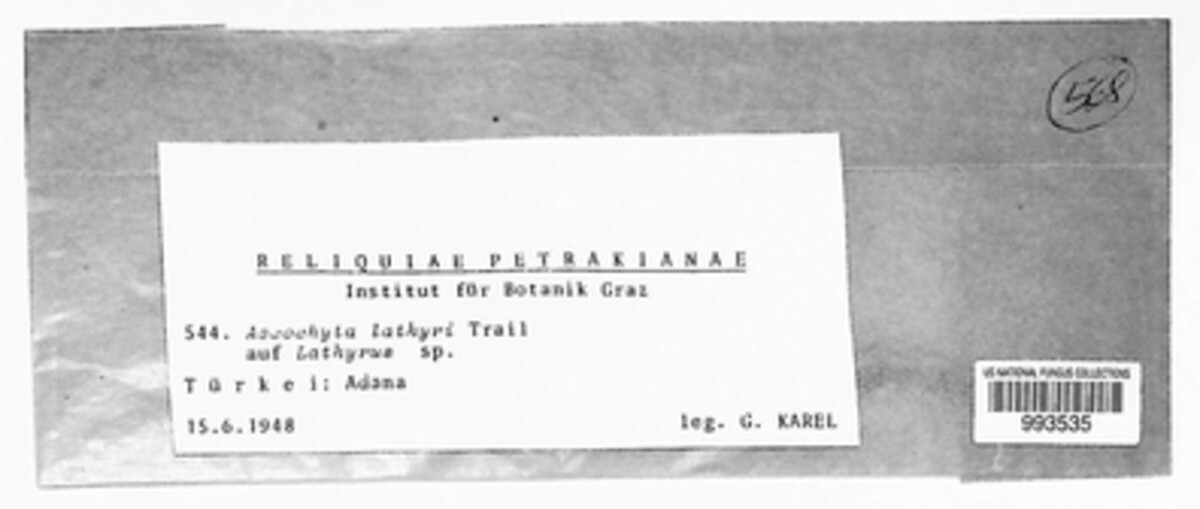 568
RELIQUIAE PETRAKIANAE
Institut für Botanik Graz
544. Ascochyta lathyri Trail
auf Lathyrus sp.
Türkei: Adana
15.6.1948 leg. G. KAREL
US NATIONAL FUNGUS COLLECTIONS
993535